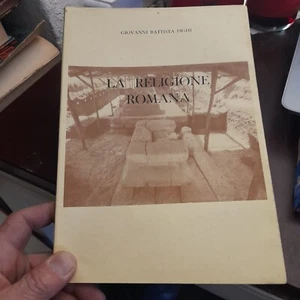 GIOVANNI BATTISTA PIGHI
LA RELIGIONE
ROMANA